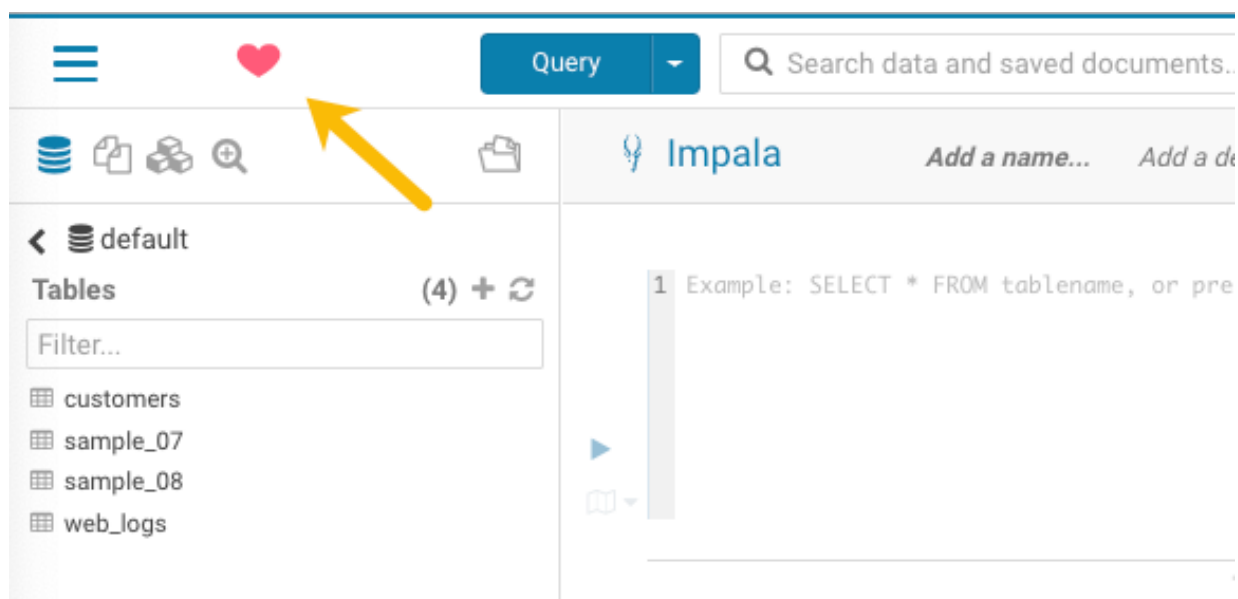 Query
Search data and saved documents..
Impala
Add a name...
Add a de
default
Tables (4)
Filter...
customers
sample_07
sample_08
web_logs
1 Example: SELECT * FROM tablename, or pre